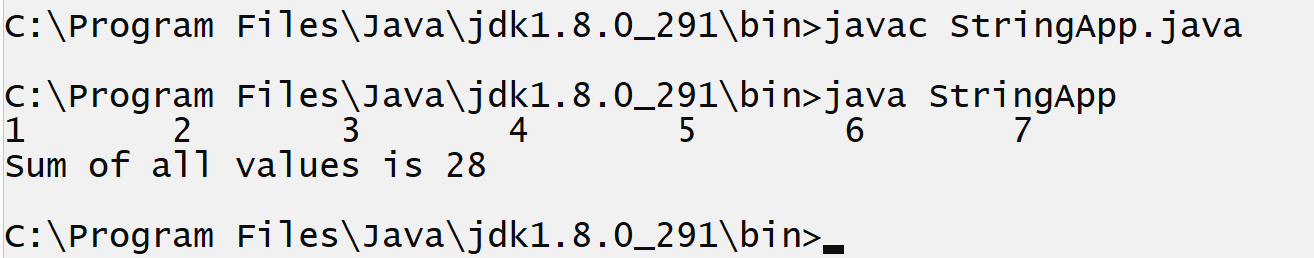 C:\Program Files\Java\jdk1.8.0_291\bin>javac StringApp.java
C:\Program Files\Java\jdk1.8.0_291\bin>java StringApp
1       2       3       4       5       6       7
Sum of all values is 28
C:\Program Files\Java\jdk1.8.0_291\bin>